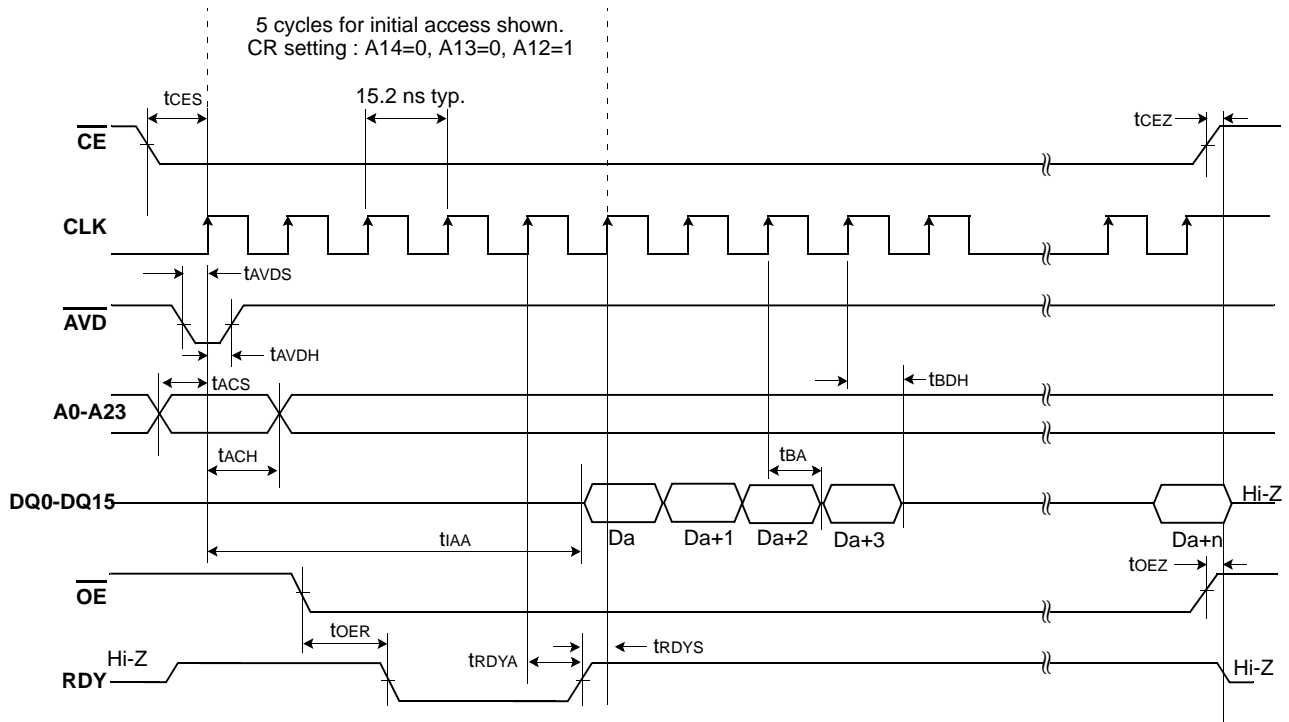 5 cycles for initial access shown.
CR setting : A14=0, A13=0, A12=1
tCES
15.2 ns typ.
tCEZ
CE
CLK
tAVDS
AVD
tAVDH
tACS
tBDH
A0-A23
tACH
tBA
DQ0-DQ15
Hi-Z
tIAA
Da
Da+1
Da+2
Da+3
Da+n
tOEZ
OE
tOER
tRDYA
tRDYS
Hi-Z
Hi-Z
RDY